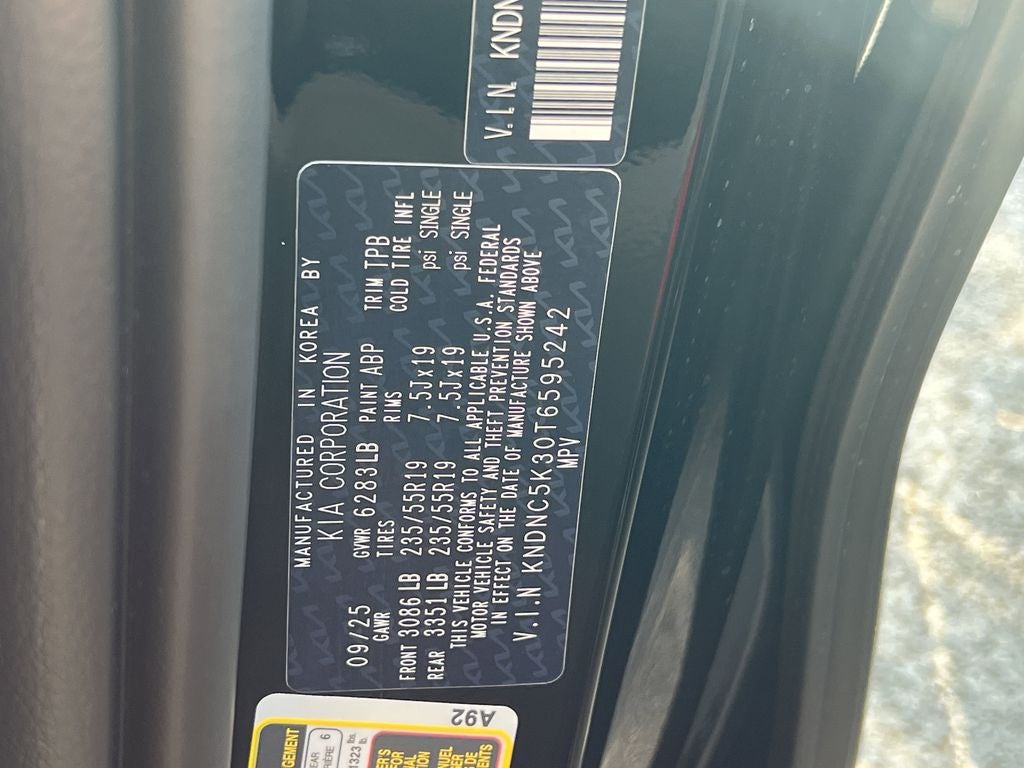 MANUFACTURED IN KOREA BY
KIA CORPORATION
09/25 GVWR 6283LB PAINT ABP TRIM TPB
GAWR TIRES RIMS COLD TIRE INFL
FRONT 3086LB 235/55R19 7.5Jx19 psi SINGLE
REAR 3351LB 235/55R19 7.5Jx19 psi SINGLE
THIS VEHICLE CONFORMS TO ALL APPLICABLE U.S.A. FEDERAL
MOTOR VEHICLE SAFETY AND THEFT PREVENTION STANDARDS
IN EFFECT ON THE DATE OF MANUFACTURE SHOWN ABOVE
V.I.N KNDNC5K30T6595242
MPV
V.I.N. KNDN
A92
6
1323 lbs.